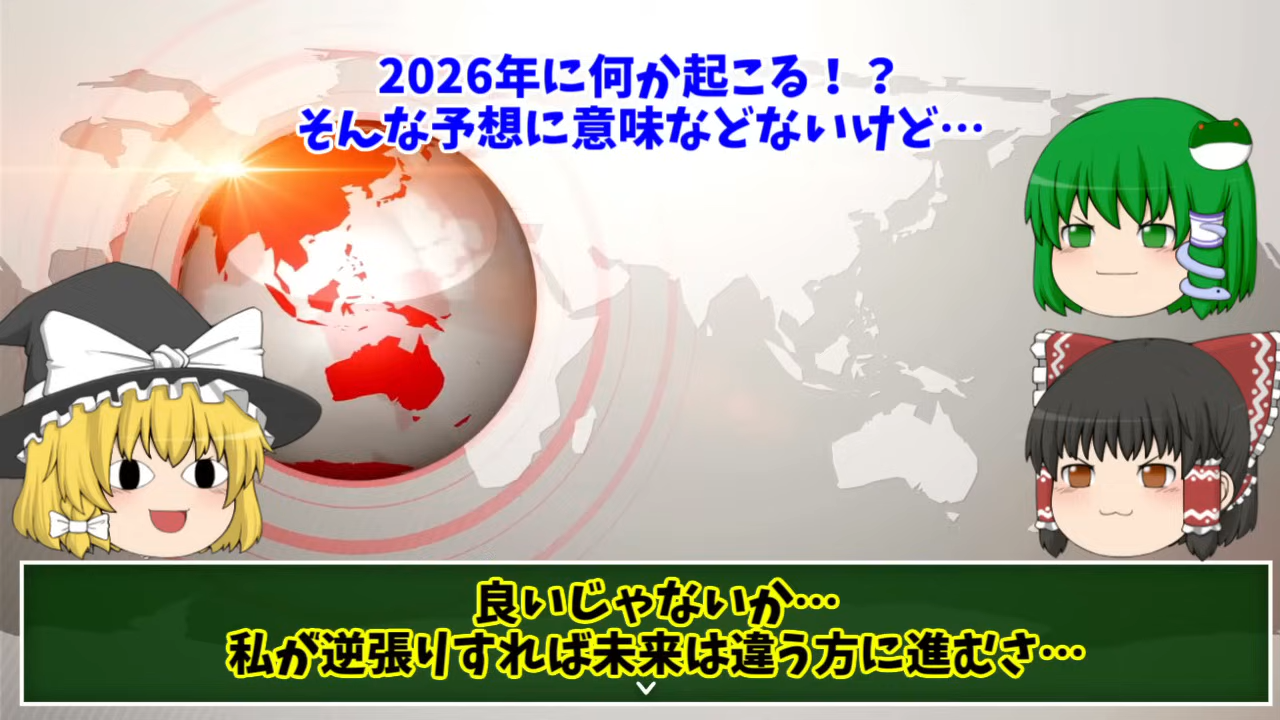 2026年に何か起こる！？
そんな予想に意味などないけど…
良いじゃないか…
私が逆張りすれば未来は違う方に進むさ…